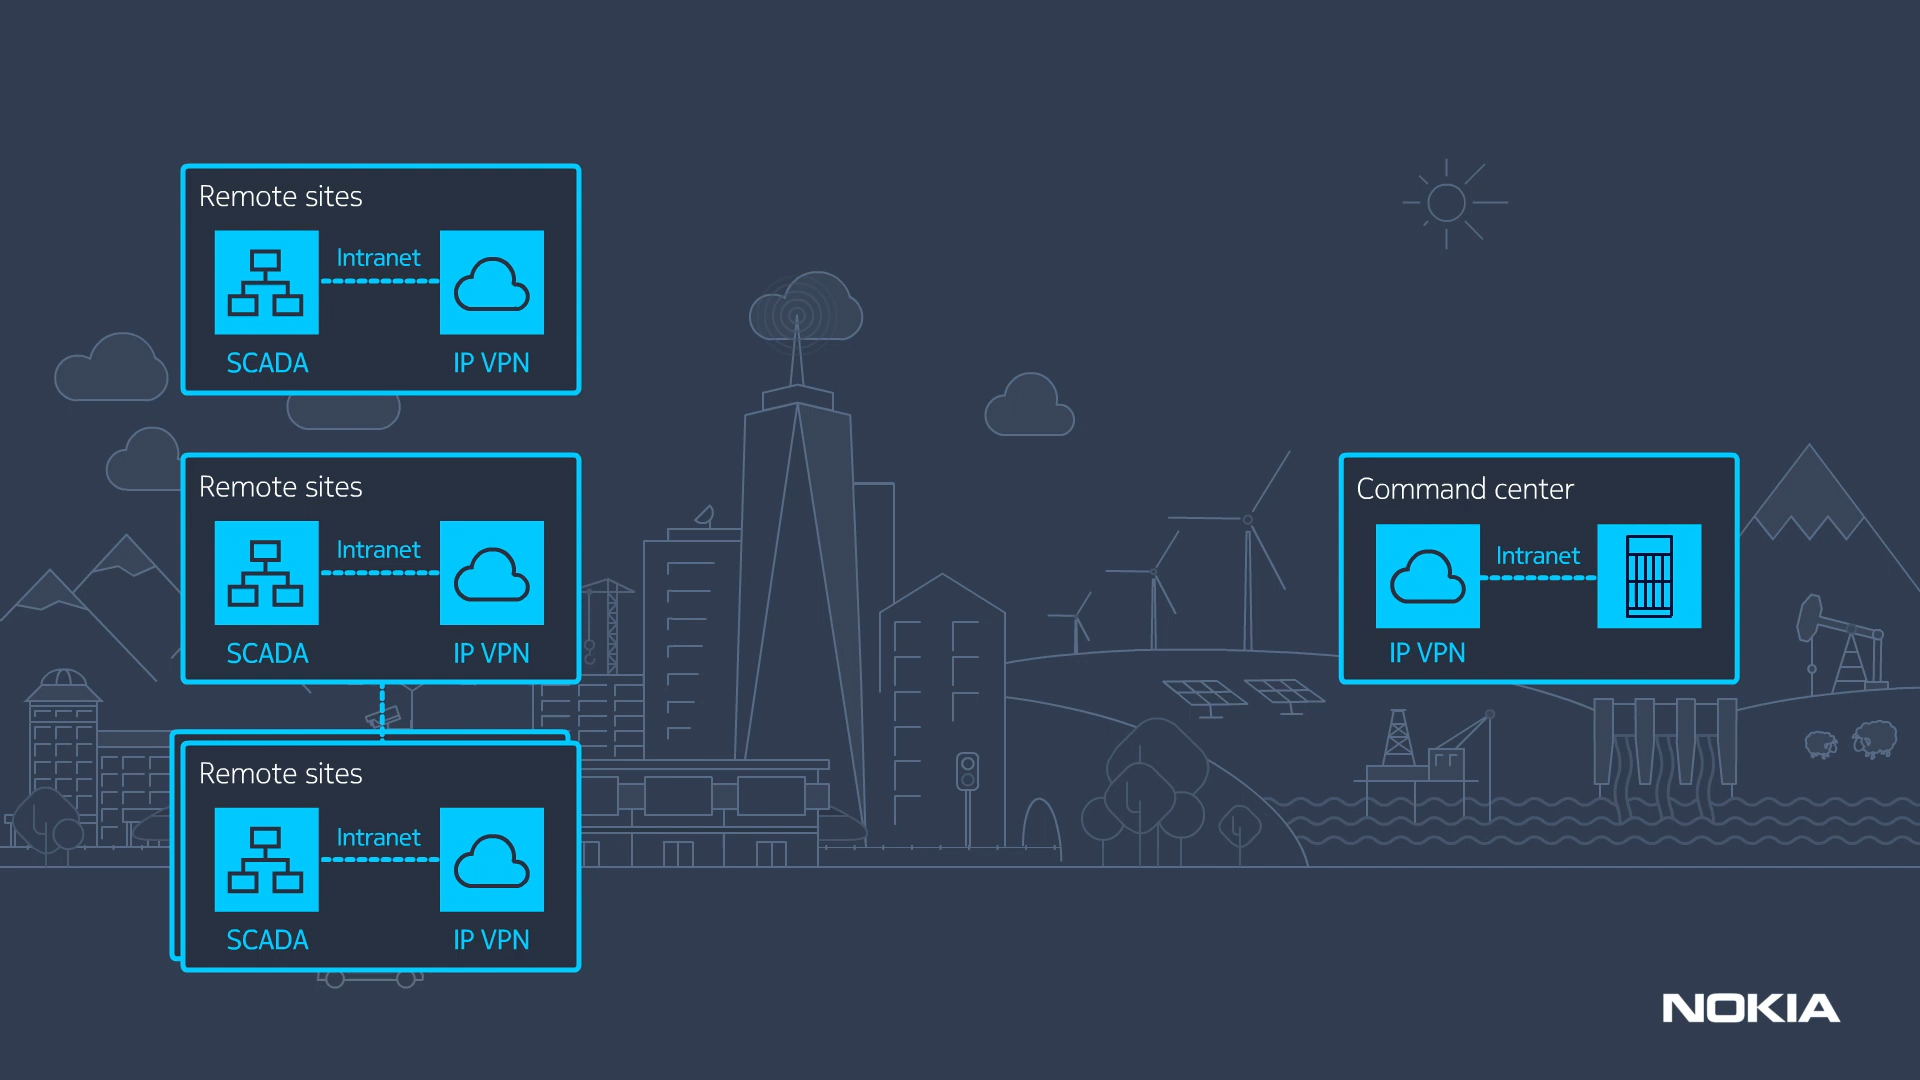 Remote sites
Intranet
SCADA
IP VPN
Remote sites
Intranet
SCADA
IP VPN
Remote sites
Intranet
SCADA
IP VPN
Command center
Intranet
IP VPN
NOKIA